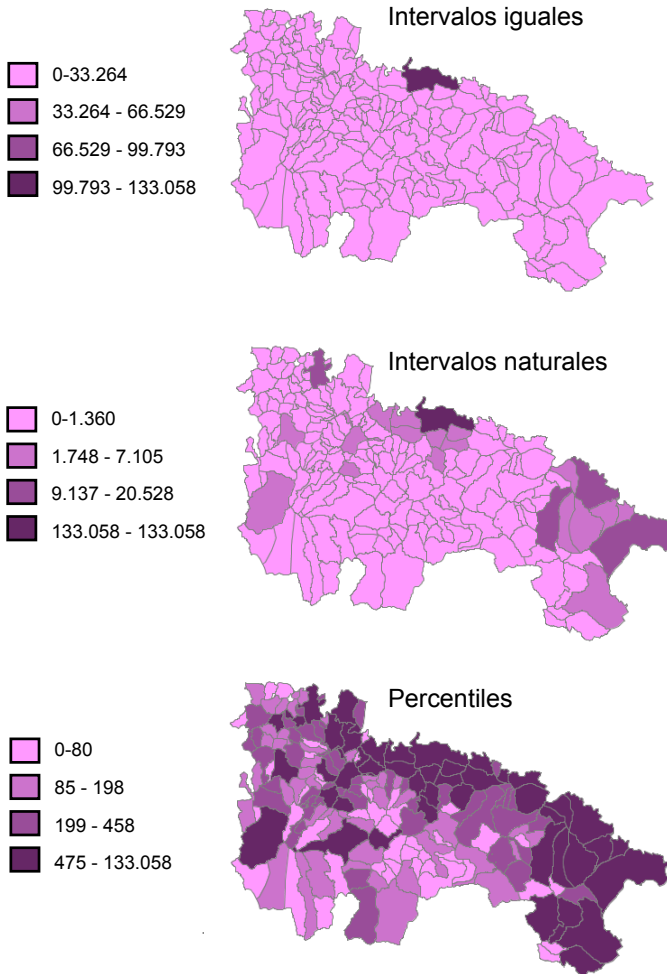 Intervalos iguales
0-33.264
33.264 - 66.529
66.529 - 99.793
99.793 - 133.058
Intervalos naturales
0-1.360
1.748 - 7.105
9.137 - 20.528
133.058 - 133.058
Percentiles
0-80
85 - 198
199 - 458
475 - 133.058